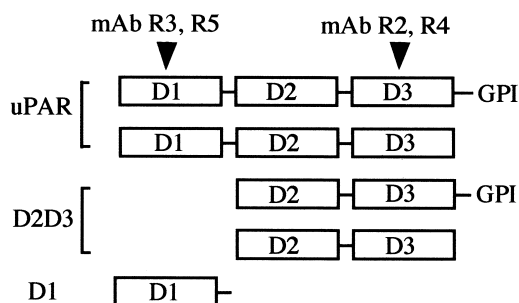 mAb R3, R5 mAb R2, R4
uPAR D1 D2 D3 GPI
D1 D2 D3
D2D3 D2 D3 GPI
D2 D3
D1 D1